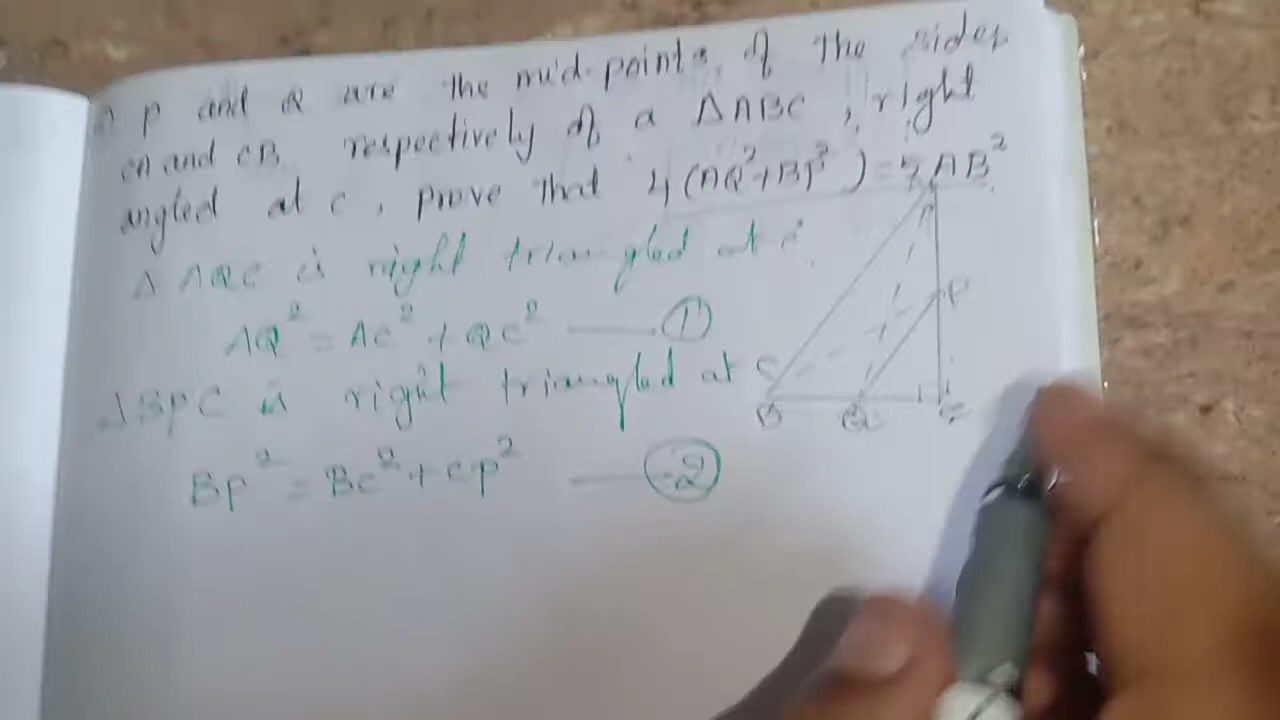 P and Q are the mid-points of the sides
CA and CB respectively of a ΔABC, right
angled at C, prove that 4(AQ²+BP²)=5AB²
Δ AQC is right triangled at C
AQ² = AC² + QC² —— ①
ΔBPC is right triangled at C
BP² = BC² + CP² —— ②
A
P
B
Q
C